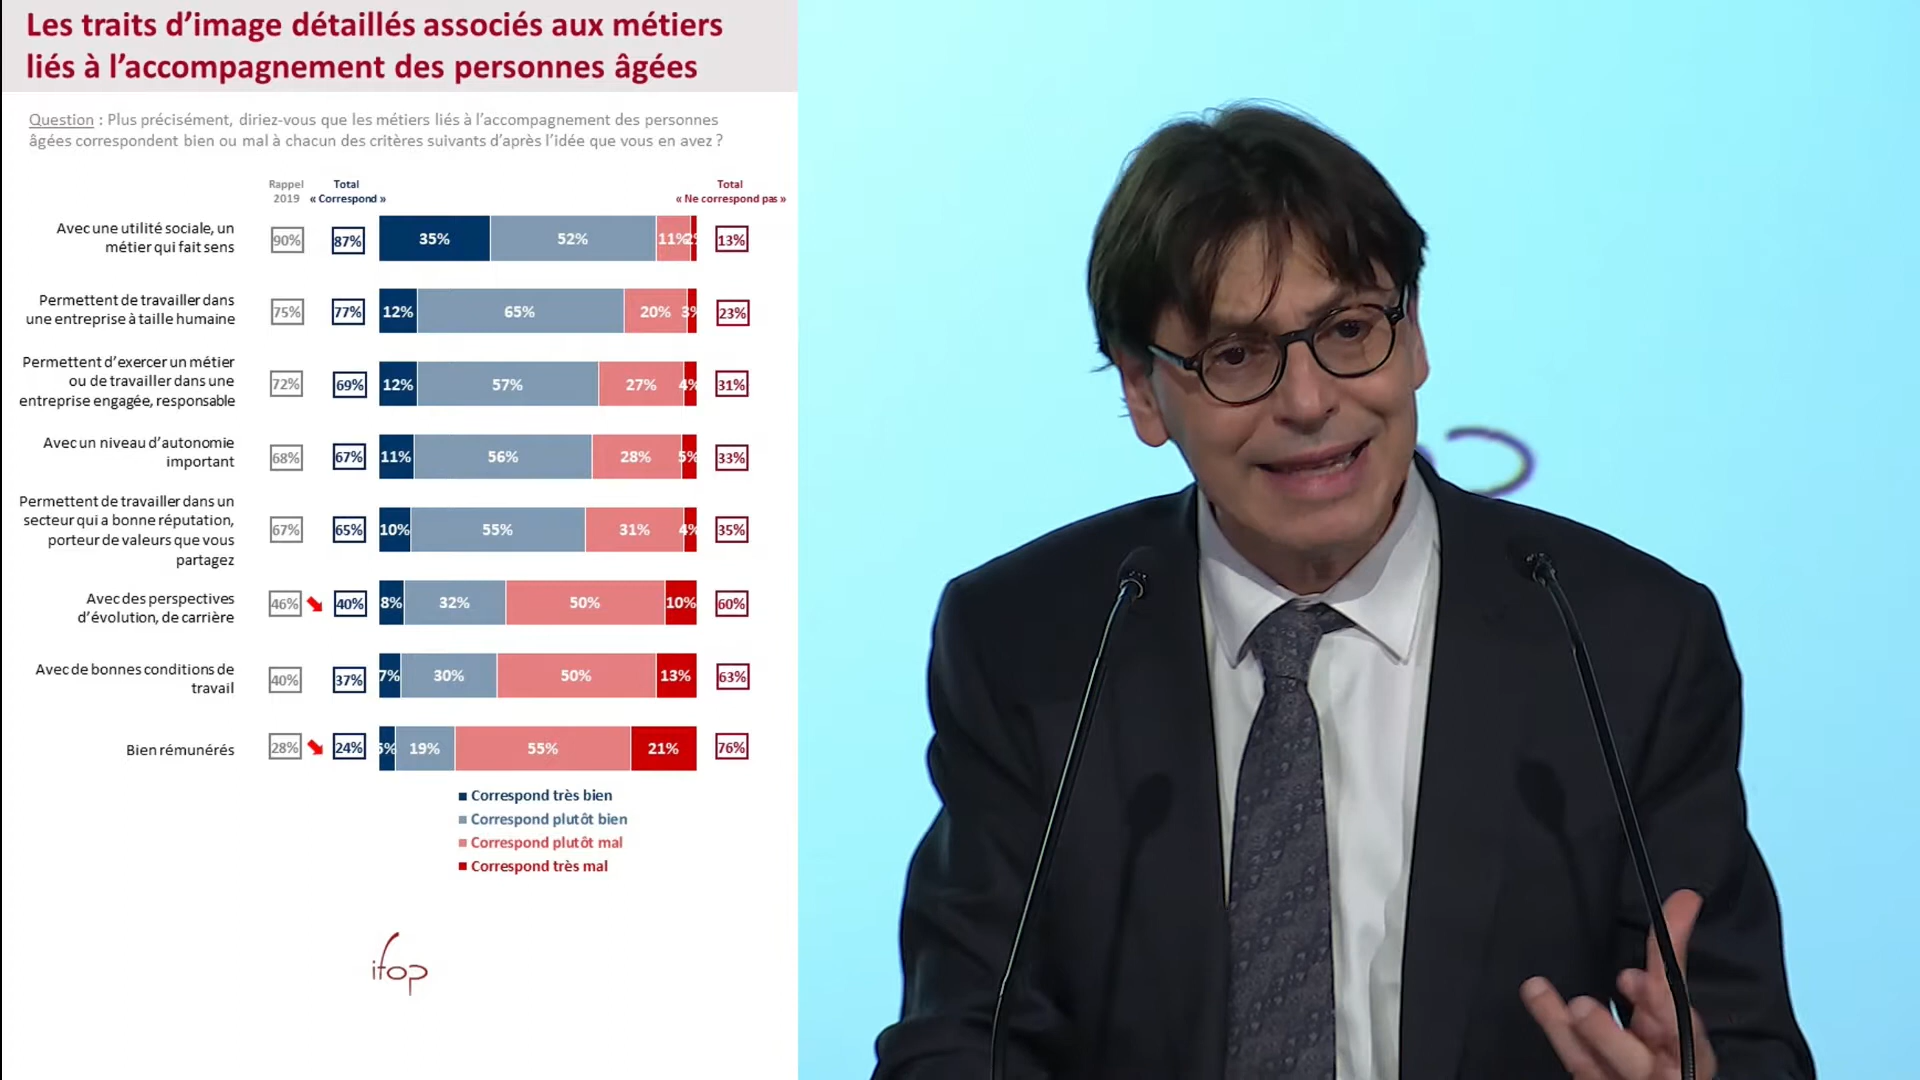 Les traits d’image détaillés associés aux métiers
liés à l’accompagnement des personnes âgées
Question : Plus précisément, diriez-vous que les métiers liés à l’accompagnement des personnes
âgées correspondent bien ou mal à chacun des critères suivants d’après l’idée que vous en avez ?
Rappel
2019
Total
« Correspond »
Total
« Ne correspond pas »
Avec une utilité sociale, un
métier qui fait sens
90% 87% 35% 52% 11% 2% 13%
Permettent de travailler dans
une entreprise à taille humaine
75% 77% 12% 65% 20% 3% 23%
Permettent d’exercer un métier
ou de travailler dans une
entreprise engagée, responsable
72% 69% 12% 57% 27% 4% 31%
Avec un niveau d’autonomie
important
68% 67% 11% 56% 28% 5% 33%
Permettent de travailler dans un
secteur qui a bonne réputation,
porteur de valeurs que vous
partagez
67% 65% 10% 55% 31% 4% 35%
Avec des perspectives
d’évolution, de carrière
46% 40% 8% 32% 50% 10% 60%
Avec de bonnes conditions de
travail
40% 37% 7% 30% 50% 13% 63%
Bien rémunérés
28% 24% 5% 19% 55% 21% 76%
Correspond très bien
Correspond plutôt bien
Correspond plutôt mal
Correspond très mal
ifop